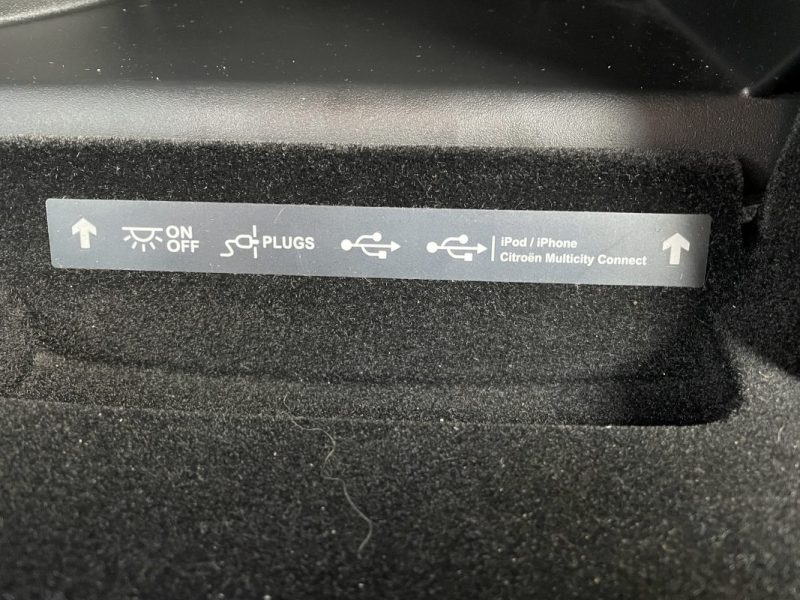 ON
OFF
PLUGS
iPod / iPhone
Citroën Multicity Connect